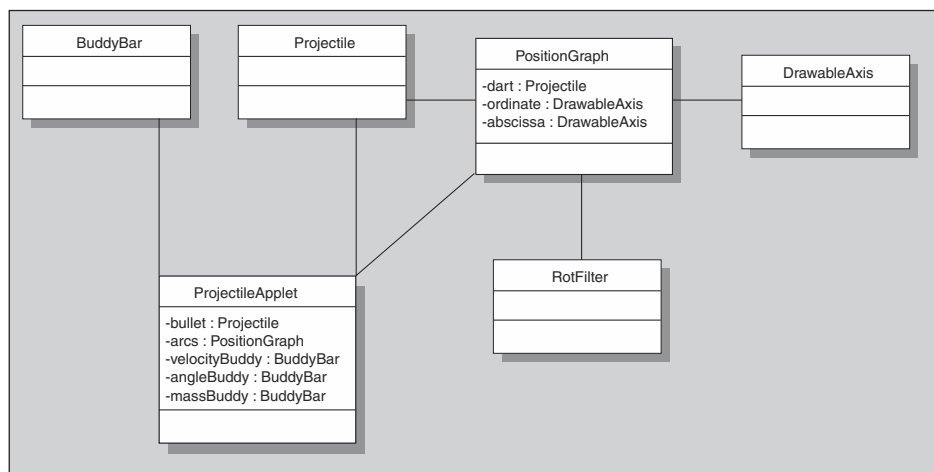 BuddyBar
Projectile
PositionGraph
-dart : Projectile
-ordinate : DrawableAxis
-abscissa : DrawableAxis
DrawableAxis
RotFilter
ProjectileApplet
-bullet : Projectile
-arcs : PositionGraph
-velocityBuddy : BuddyBar
-angleBuddy : BuddyBar
-massBuddy : BuddyBar